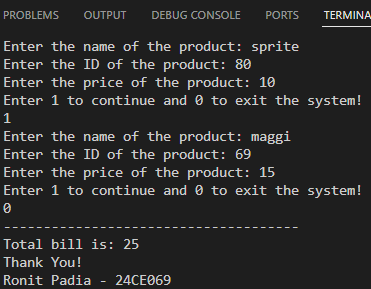 PROBLEMS OUTPUT DEBUG CONSOLE PORTS TERMINA
Enter the name of the product: sprite
Enter the ID of the product: 80
Enter the price of the product: 10
Enter 1 to continue and 0 to exit the system!
1
Enter the name of the product: maggi
Enter the ID of the product: 69
Enter the price of the product: 15
Enter 1 to continue and 0 to exit the system!
0
------------------------------------
Total bill is: 25
Thank You!
Ronit Padia - 24CE069